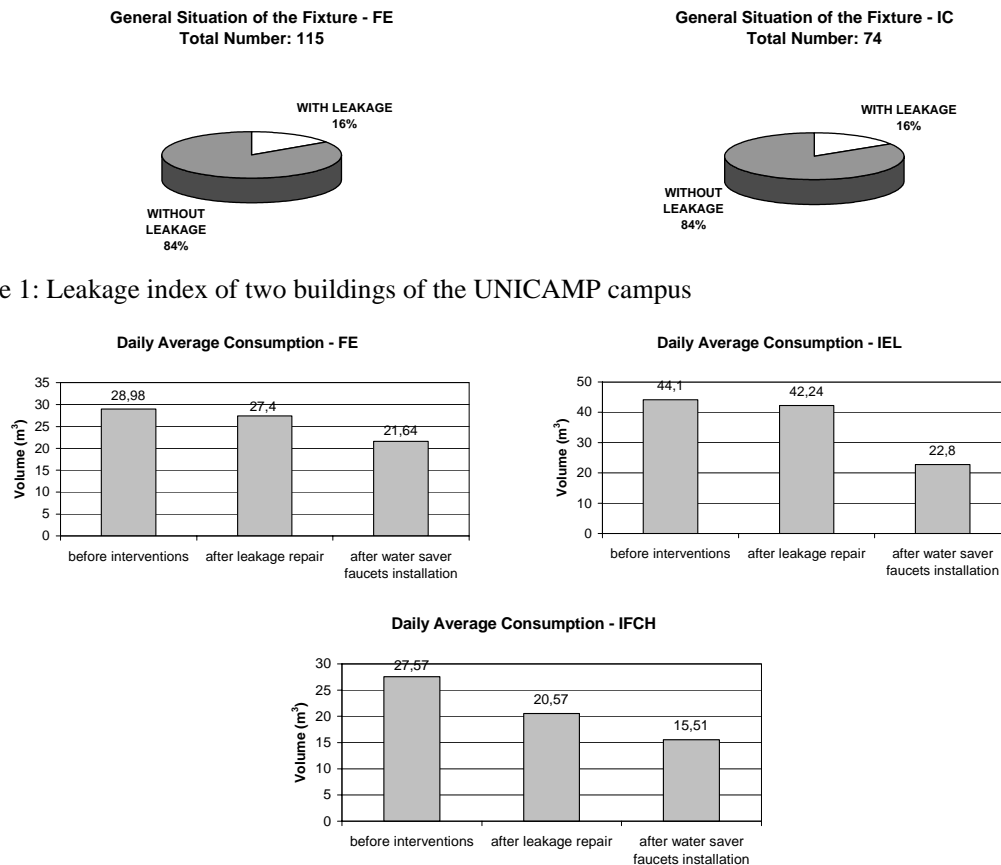 General Situation of the Fixture - FE
Total Number: 115
WITH LEAKAGE
16%
WITHOUT
LEAKAGE
84%
General Situation of the Fixture - IC
Total Number: 74
WITH LEAKAGE
16%
WITHOUT
LEAKAGE
84%
e 1: Leakage index of two buildings of the UNICAMP campus
Daily Average Consumption - FE
Volume (m³)
35
30
25
20
15
10
5
0
28,98
27,4
21,64
before interventions
after leakage repair
after water saver
faucets installation
Daily Average Consumption - IEL
Volume (m³)
50
40
30
20
10
0
44,1
42,24
22,8
before interventions
after leakage repair
after water saver
faucets installation
Daily Average Consumption - IFCH
Volume (m³)
30
25
20
15
10
5
0
27,57
20,57
15,51
before interventions
after leakage repair
after water saver
faucets installation